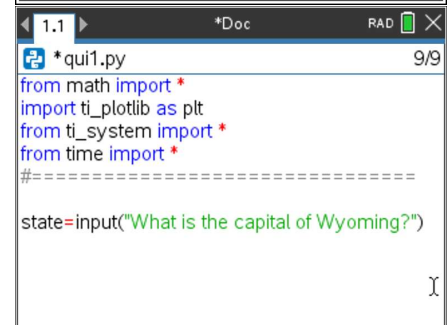 1.1 *Doc RAD
*qui1.py 9/9
from math import *
import ti_plotlib as plt
from ti_system import *
from time import *
#================================
state=input("What is the capital of Wyoming?")